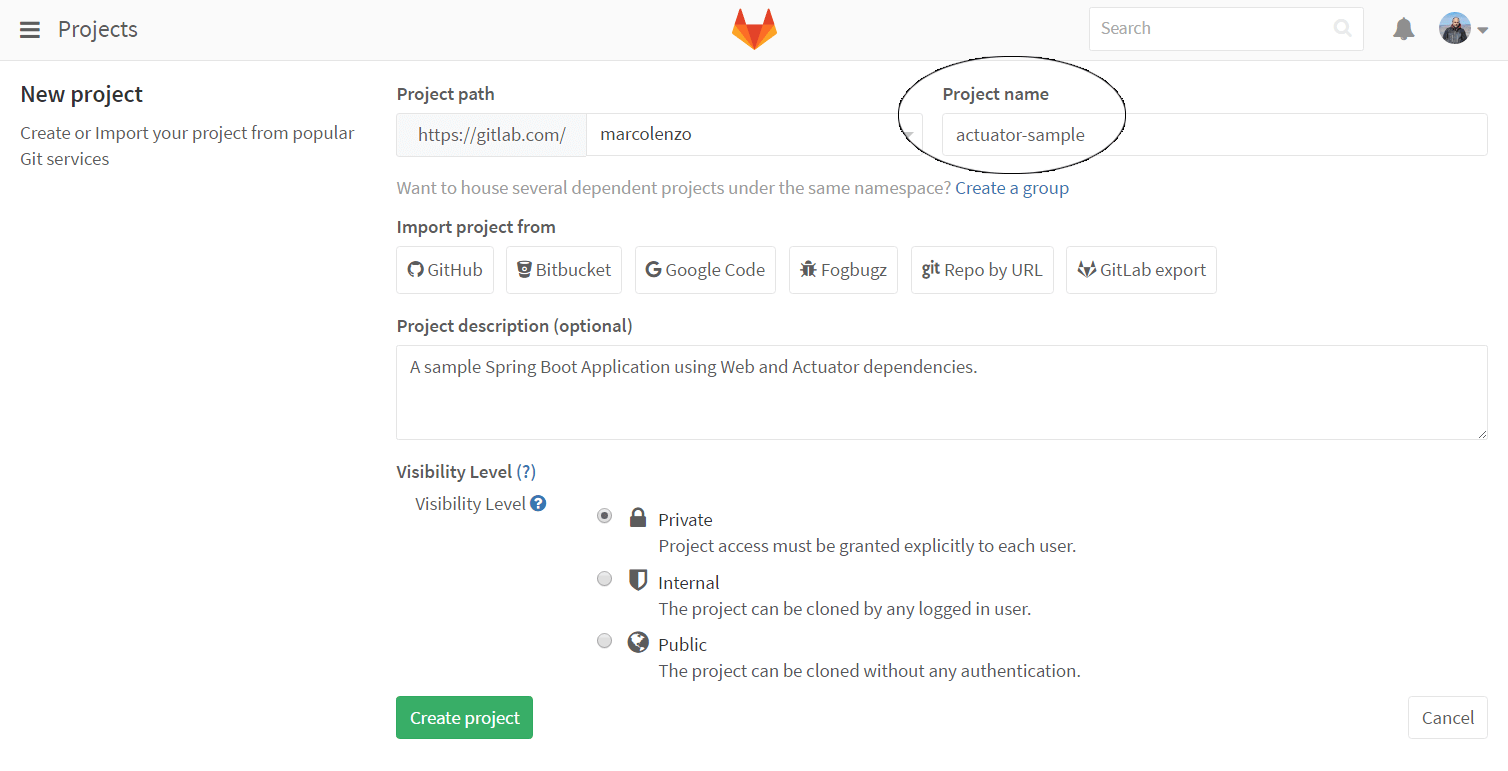 Projects
Search
New project
Create or Import your project from popular
Git services
Project path
Project name
https://gitlab.com/
marcolenzo
actuator-sample
Want to house several dependent projects under the same namespace? Create a group
Import project from
GitHub
Bitbucket
Google Code
Fogbugz
git Repo by URL
GitLab export
Project description (optional)
A sample Spring Boot Application using Web and Actuator dependencies.
Visibility Level (?)
Visibility Level ?
Private
Project access must be granted explicitly to each user.
Internal
The project can be cloned by any logged in user.
Public
The project can be cloned without any authentication.
Create project
Cancel